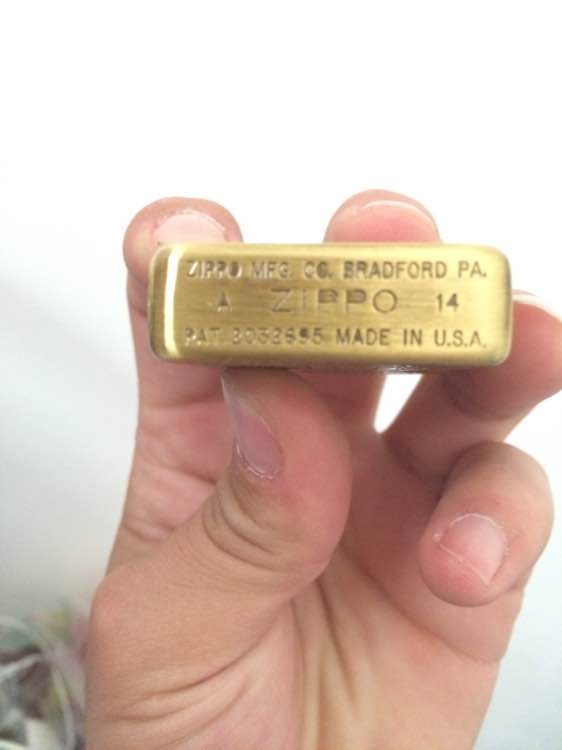 ZIPPO MFG. CO. BRADFORD PA.
A ZIPPO 14
PAT. 2032695 MADE IN U.S.A.